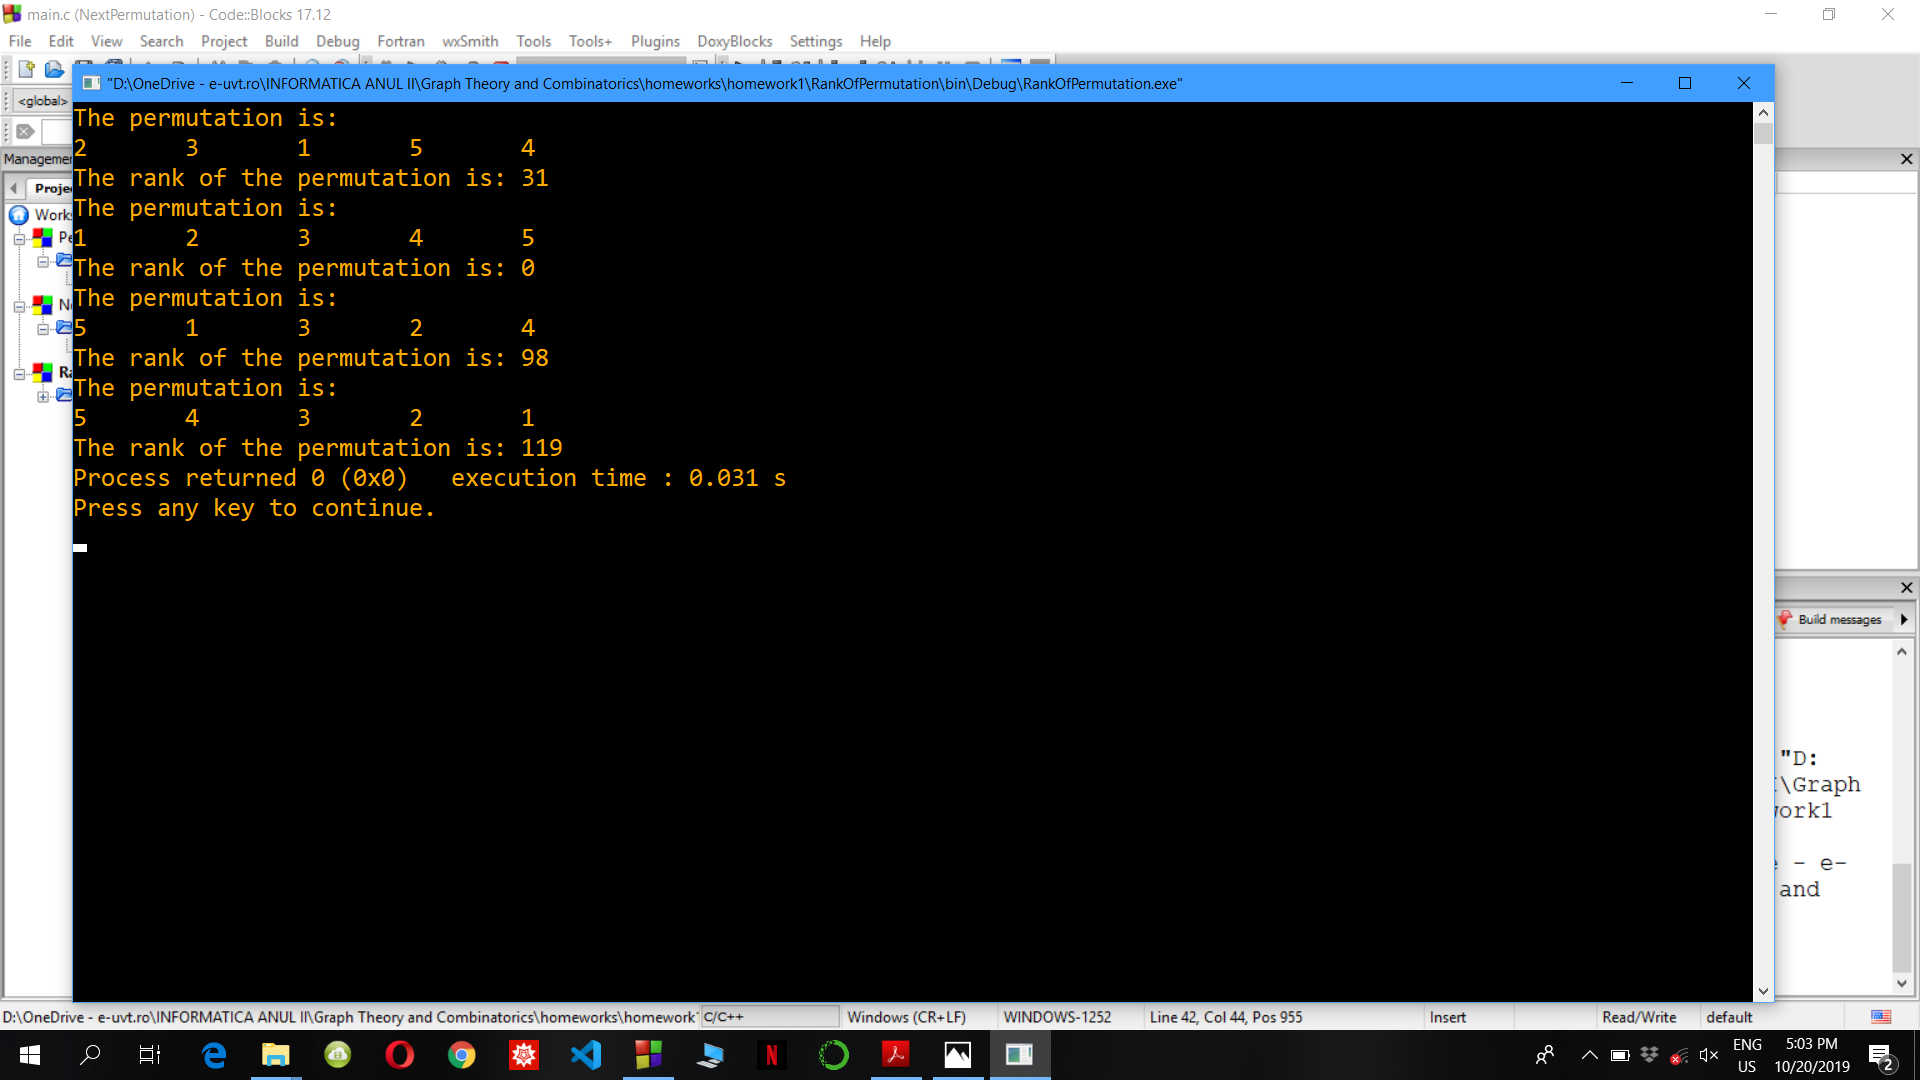 main.c (NextPermutation) - Code::Blocks 17.12
File Edit View Search Project Build Debug Fortran wxSmith Tools Tools+ Plugins DoxyBlocks Settings Help
"D:\OneDrive - e-uvt.ro\INFORMATICA ANUL II\Graph Theory and Combinatorics\homeworks\homework1\RankOfPermutation\bin\Debug\RankOfPermutation.exe"
<global>
The permutation is:
2 3 1 5 4
The rank of the permutation is: 31
The permutation is:
1 2 3 4 5
The rank of the permutation is: 0
The permutation is:
5 1 3 2 4
The rank of the permutation is: 98
The permutation is:
5 4 3 2 1
The rank of the permutation is: 119
Process returned 0 (0x0) execution time : 0.031 s
Press any key to continue.
Build messages
"D:
\Graph
work1
- e-
and
D:\OneDrive - e-uvt.ro\INFORMATICA ANUL II\Graph Theory and Combinatorics\homeworks\homework1 C/C++ Windows (CR+LF) WINDOWS-1252 Line 42, Col 44, Pos 955 Insert Read/Write default
ENG 5:03 PM
US 10/20/2019 2